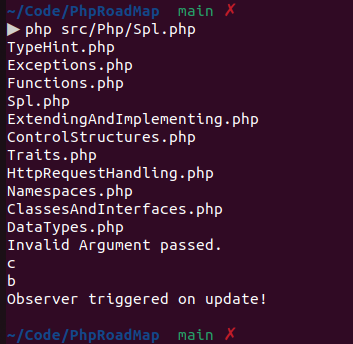 ~/Code/PhpRoadMap main ✗
▶ php src/Php/Spl.php
TypeHint.php
Exceptions.php
Functions.php
Spl.php
ExtendingAndImplementing.php
ControlStructures.php
Traits.php
HttpRequestHandling.php
Namespaces.php
ClassesAndInterfaces.php
DataTypes.php
Invalid Argument passed.
c
b
Observer triggered on update!
~/Code/PhpRoadMap main ✗